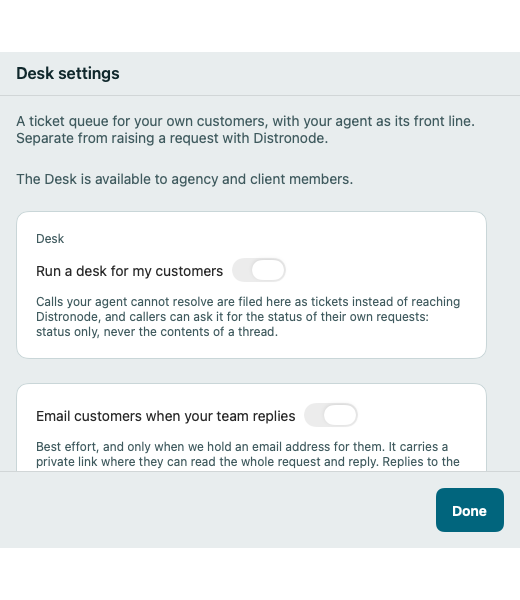 Desk settings
A ticket queue for your own customers, with your agent as its front line.
Separate from raising a request with Distronode.
The Desk is available to agency and client members.
Desk
Run a desk for my customers
Calls your agent cannot resolve are filed here as tickets instead of reaching
Distronode, and callers can ask it for the status of their own requests:
status only, never the contents of a thread.
Email customers when your team replies
Best effort, and only when we hold an email address for them. It carries a
private link where they can read the whole request and reply. Replies to the
Done